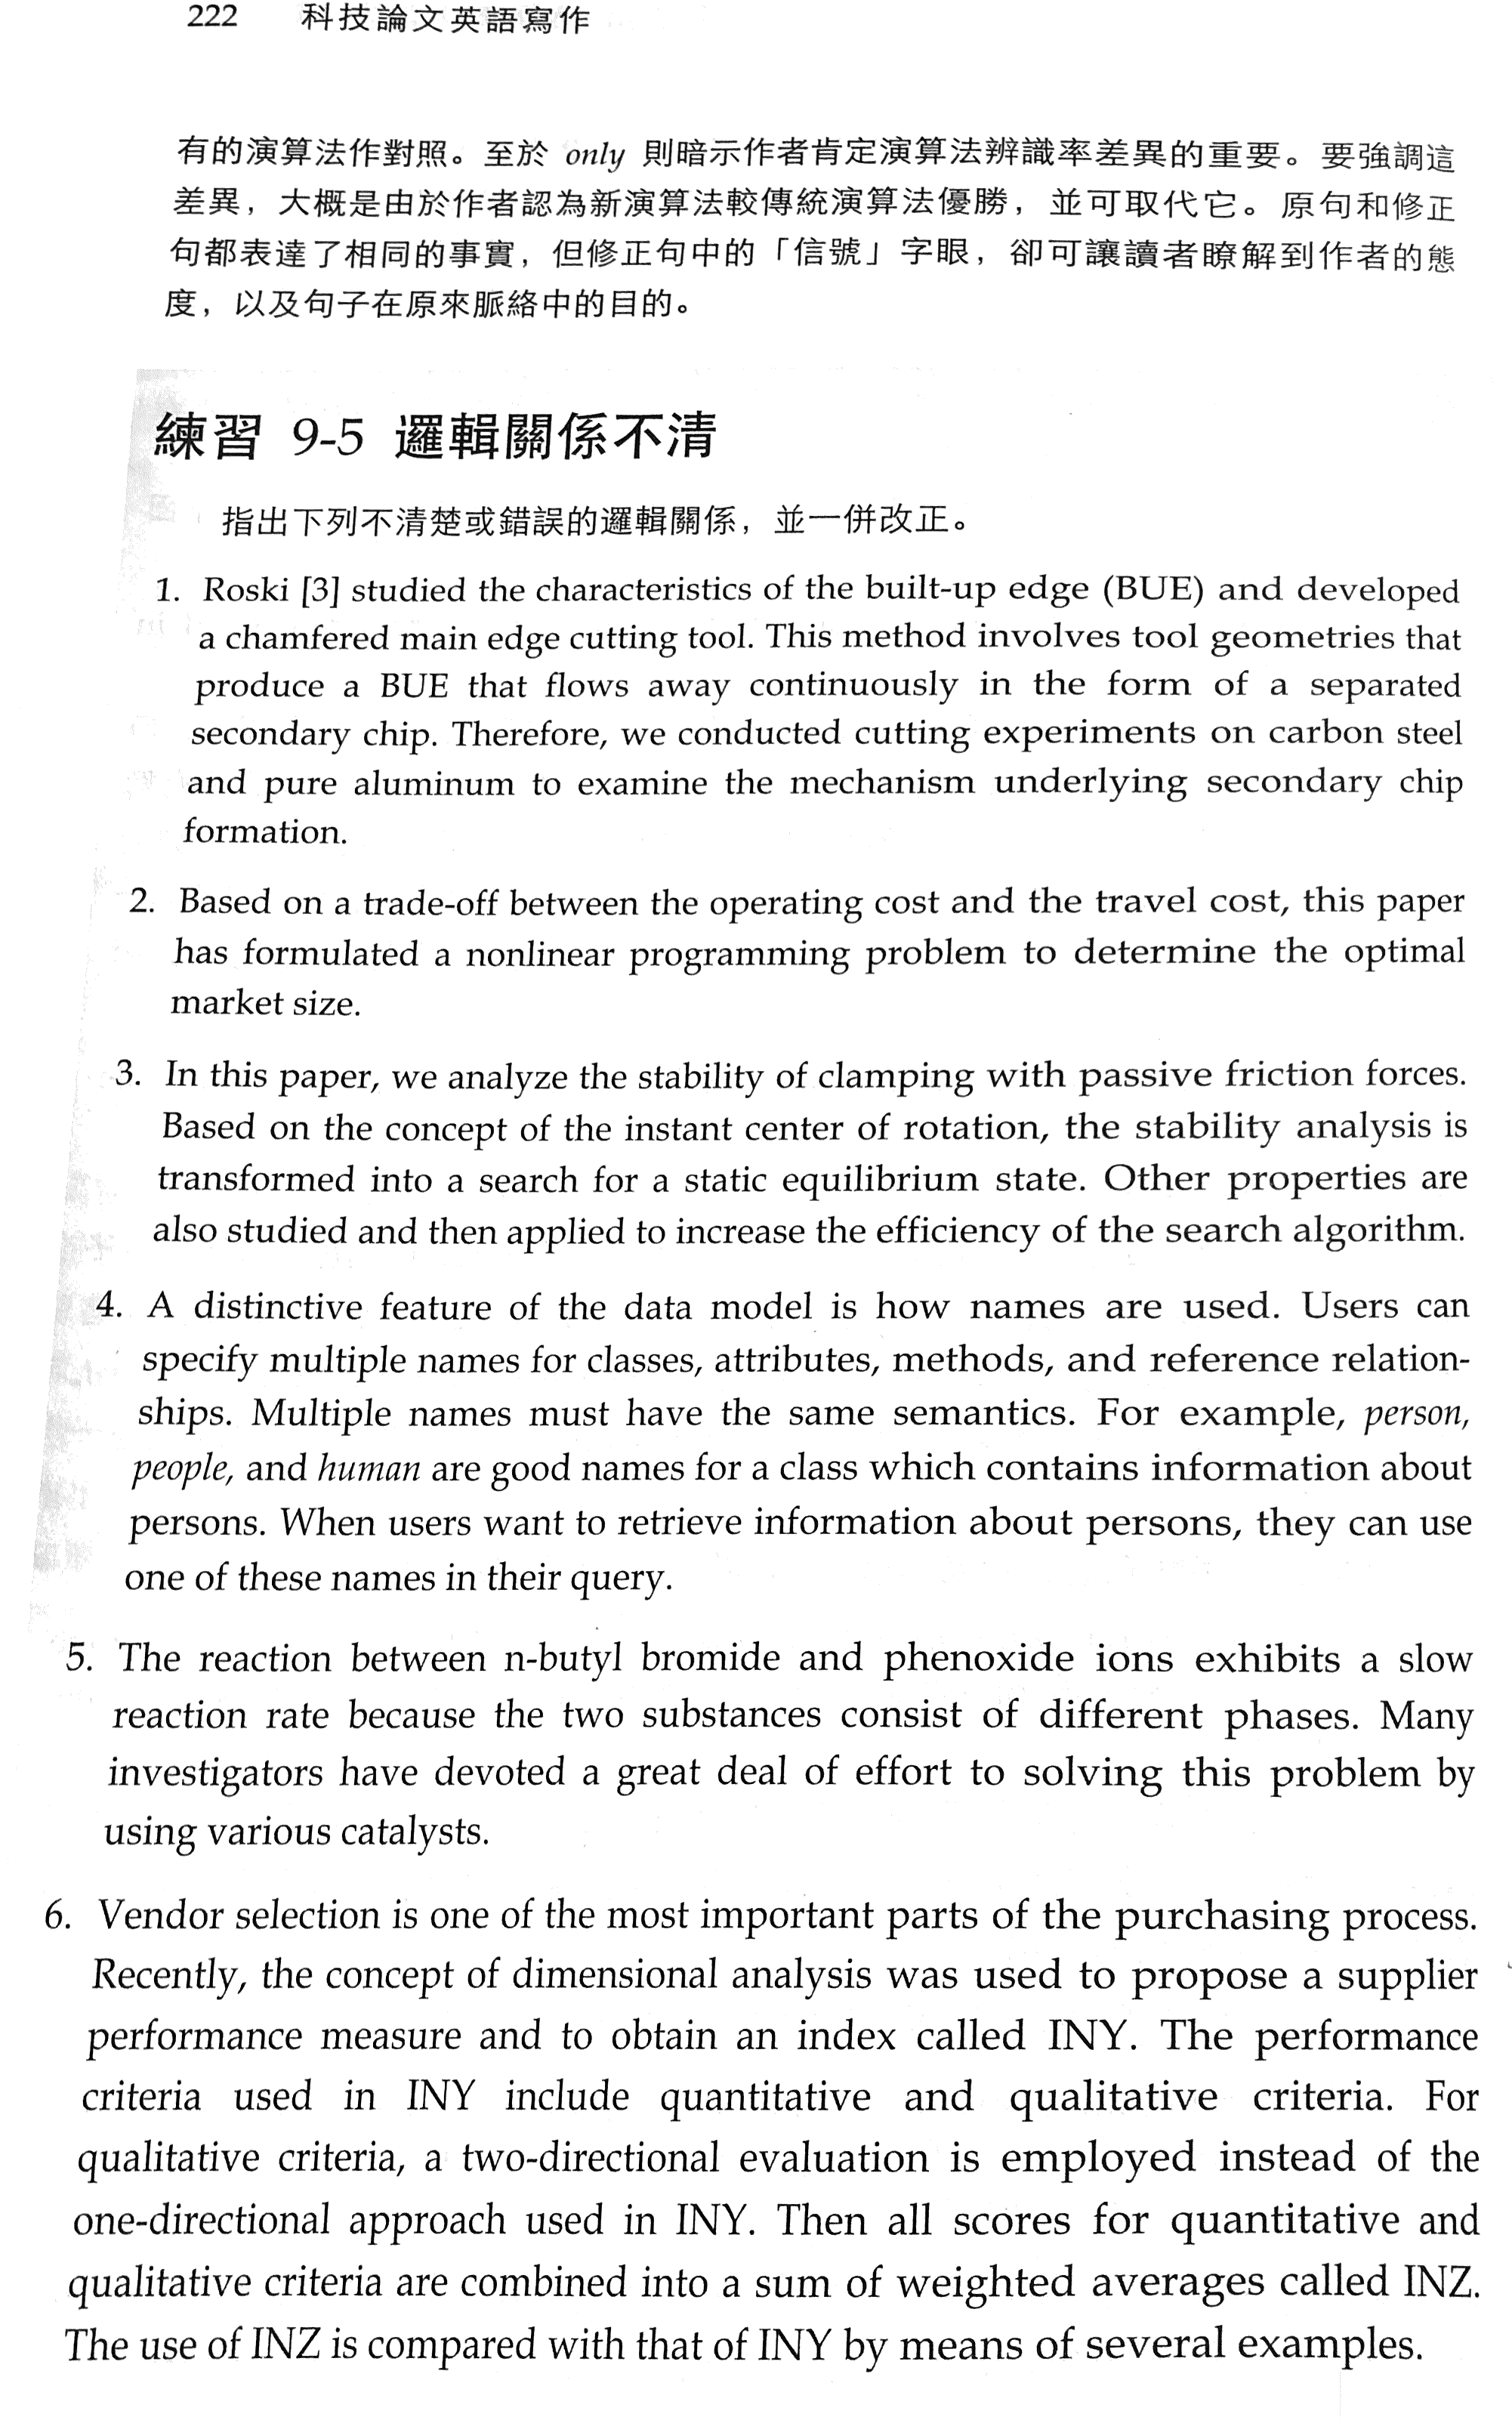 222 科技論文英語寫作
有的演算法作對照。至於 only 則暗示作者肯定演算法辨識率差異的重要。要強調這
差異，大概是由於作者認為新演算法較傳統演算法優勝，並可取代它。原句和修正
句都表達了相同的事實，但修正句中的「信號」字眼，卻可讓讀者瞭解到作者的態
度，以及句子在原來脈絡中的目的。
練習 9-5 邏輯關係不清
指出下列不清楚或錯誤的邏輯關係，並一併改正。
1. Roski [3] studied the characteristics of the built-up edge (BUE) and developed
a chamfered main edge cutting tool. This method involves tool geometries that
produce a BUE that flows away continuously in the form of a separated
secondary chip. Therefore, we conducted cutting experiments on carbon steel
and pure aluminum to examine the mechanism underlying secondary chip
formation.
2. Based on a trade-off between the operating cost and the travel cost, this paper
has formulated a nonlinear programming problem to determine the optimal
market size.
3. In this paper, we analyze the stability of clamping with passive friction forces.
Based on the concept of the instant center of rotation, the stability analysis is
transformed into a search for a static equilibrium state. Other properties are
also studied and then applied to increase the efficiency of the search algorithm.
4. A distinctive feature of the data model is how names are used. Users can
specify multiple names for classes, attributes, methods, and reference relation-
ships. Multiple names must have the same semantics. For example, person,
people, and human are good names for a class which contains information about
persons. When users want to retrieve information about persons, they can use
one of these names in their query.
5. The reaction between n-butyl bromide and phenoxide ions exhibits a slow
reaction rate because the two substances consist of different phases. Many
investigators have devoted a great deal of effort to solving this problem by
using various catalysts.
6. Vendor selection is one of the most important parts of the purchasing process.
Recently, the concept of dimensional analysis was used to propose a supplier
performance measure and to obtain an index called INY. The performance
criteria used in INY include quantitative and qualitative criteria. For
qualitative criteria, a two-directional evaluation is employed instead of the
one-directional approach used in INY. Then all scores for quantitative and
qualitative criteria are combined into a sum of weighted averages called INZ.
The use of INZ is compared with that of INY by means of several examples.